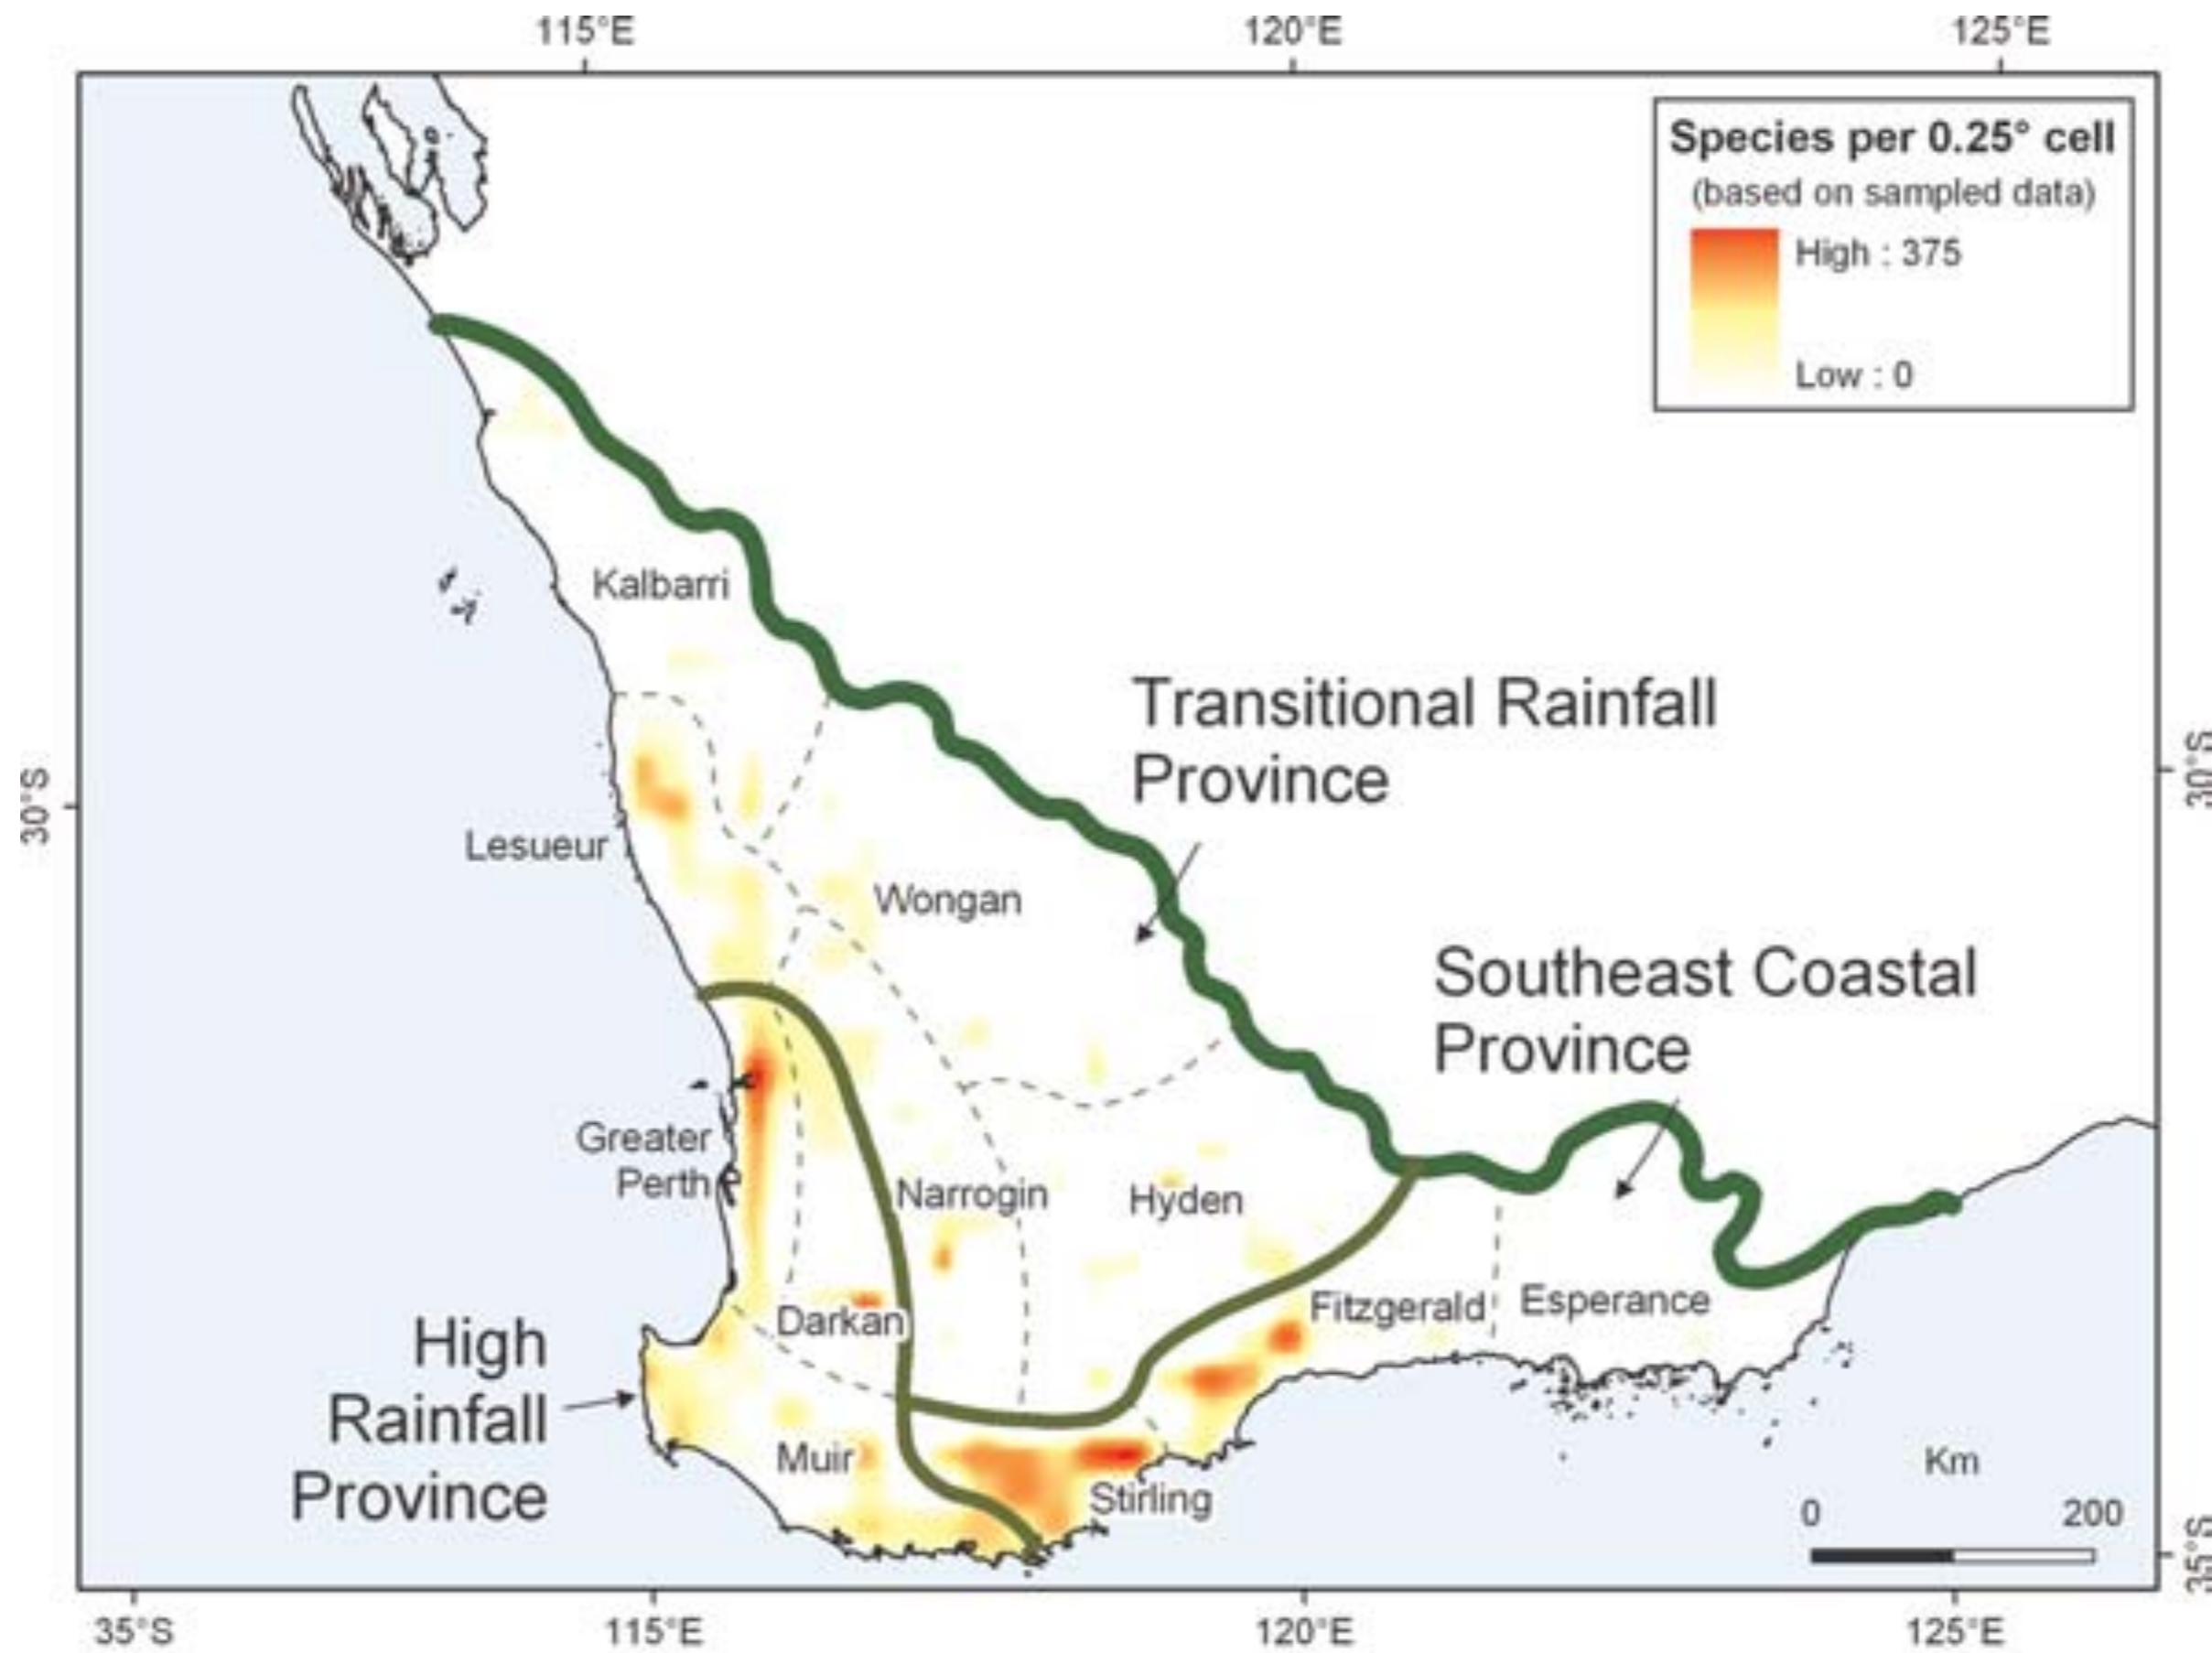 115°E
120°E
125°E
Species per 0.25° cell
(based on sampled data)
High : 375
Low : 0
Kalbarri
Transitional Rainfall
Province
30°S
30°S
Lesueur
Wongan
Southeast Coastal
Province
Greater
Perth
Narrogin
Hyden
Darkan
Fitzgerald
Esperance
High
Rainfall
Province
Muir
Stirling
Km
0
200
35°S
35°S
115°E
120°E
125°E